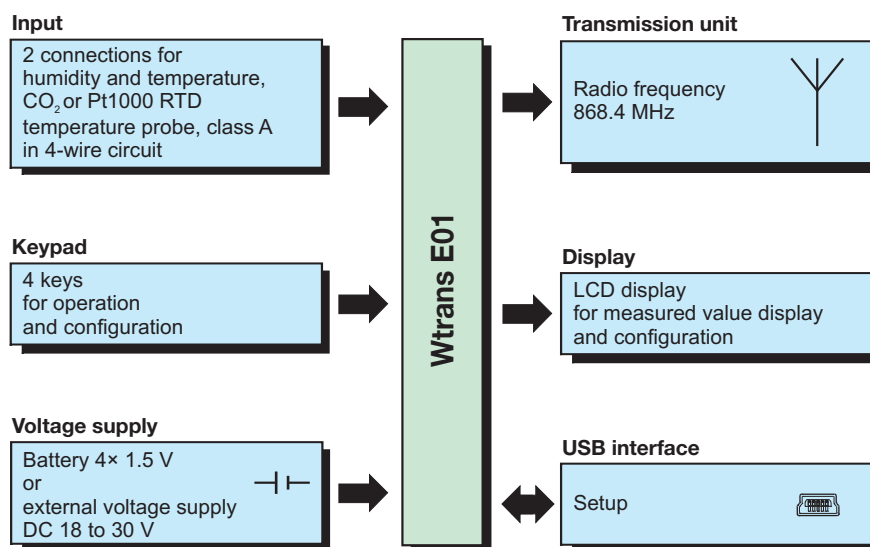 Input
2 connections for
humidity and temperature,
CO₂ or Pt1000 RTD
temperature probe, class A
in 4-wire circuit
Keypad
4 keys
for operation
and configuration
Voltage supply
Battery 4× 1.5 V
or
external voltage supply
DC 18 to 30 V
Wtrans E01
Transmission unit
Radio frequency
868.4 MHz
Display
LCD display
for measured value display
and configuration
USB interface
Setup